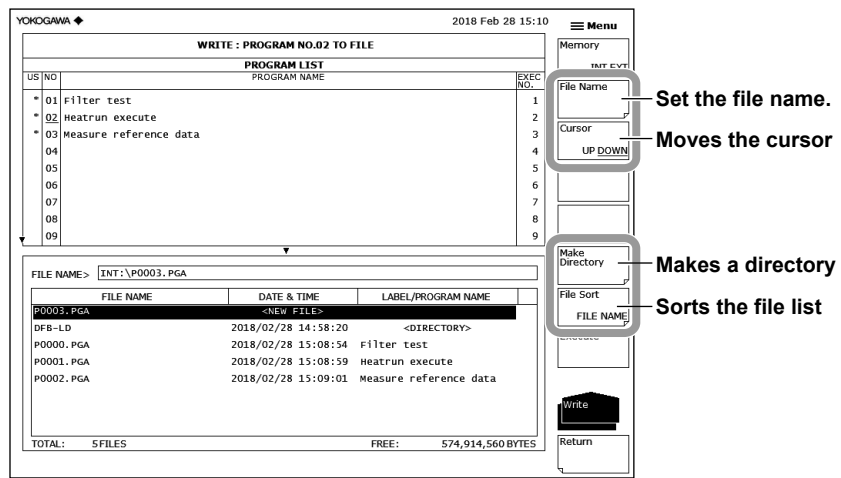 YOKOGAWA ◆ 2018 Feb 28 15:10 ☰ Menu
WRITE : PROGRAM NO.02 TO FILE
PROGRAM LIST
US NO PROGRAM NAME EXEC NO.
* 01 Filter test 1
* 02 Heatrun execute 2
* 03 Measure reference data 3
04 4
05 5
06 6
07 7
08 8
09 9
FILE NAME> INT:\P0003.PGA
FILE NAME DATE & TIME LABEL/PROGRAM NAME
P0003.PGA <NEW FILE>
DFB-LD 2018/02/28 14:58:20 <DIRECTORY>
P0000.PGA 2018/02/28 15:08:54 Filter test
P0001.PGA 2018/02/28 15:08:59 Heatrun execute
P0002.PGA 2018/02/28 15:09:01 Measure reference data
TOTAL: 5 FILES FREE: 574,914,560 BYTES
Memory
INT EXT
File Name
Cursor
UP DOWN
Make
Directory
File Sort
FILE NAME
Execute
Write
Return
Set the file name.
Moves the cursor
Makes a directory
Sorts the file list